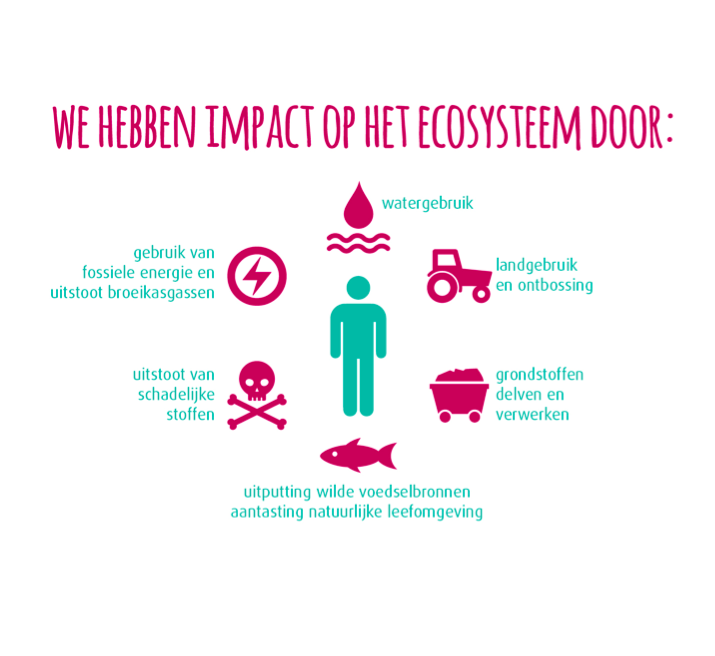 WE HEBBEN IMPACT OP HET ECOSYSTEEM DOOR:
watergebruik
gebruik van
fossiele energie en
uitstoot broeikasgassen
landgebruik
en ontbossing
uitstoot van
schadelijke
stoffen
grondstoffen
delven en
verwerken
uitputting wilde voedselbronnen
aantasting natuurlijke leefomgeving